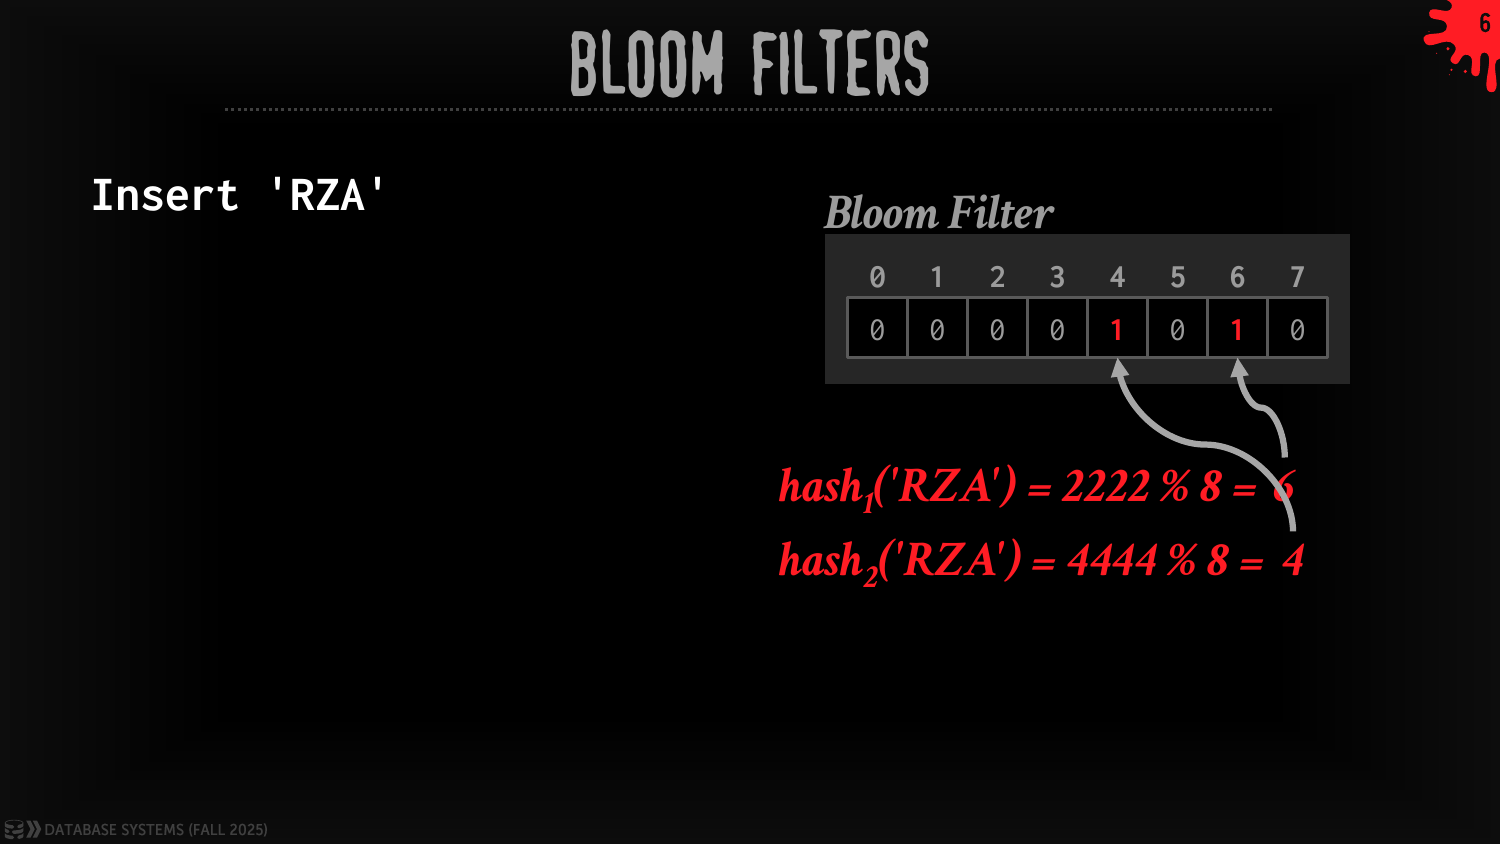 6
BLOOM FILTERS
Insert 'RZA'
Bloom Filter
0 1 2 3 4 5 6 7
0 0 0 0 1 0 1 0
hash1('RZA') = 2222 % 8 = 6
hash2('RZA') = 4444 % 8 = 4
DATABASE SYSTEMS (FALL 2025)